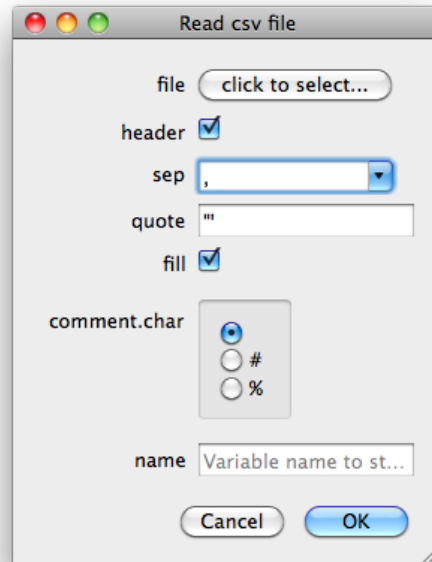 Read csv file
file click to select...
header
sep ,
quote "'
fill
comment.char
#
%
name Variable name to st...
Cancel OK